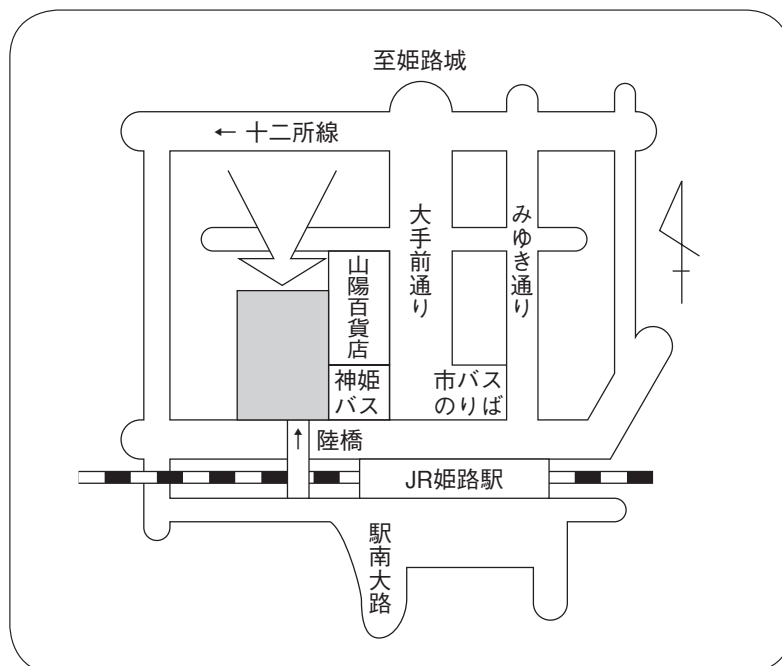 至姫路城
← 十二所線
大手前通り
みゆき通り
山陽百貨店
神姫
バス
市バス
のりば
↑ 陸橋
JR姫路駅
駅南大路